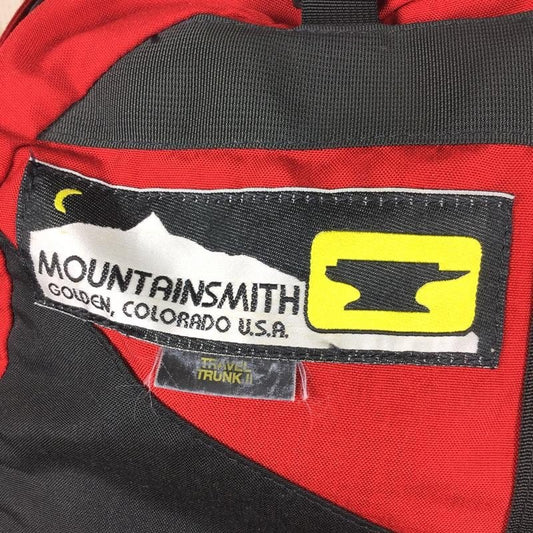 MOUNTAINSMITH
GOLDEN, COLORADO U.S.A.
TRAVEL
TRUNK II